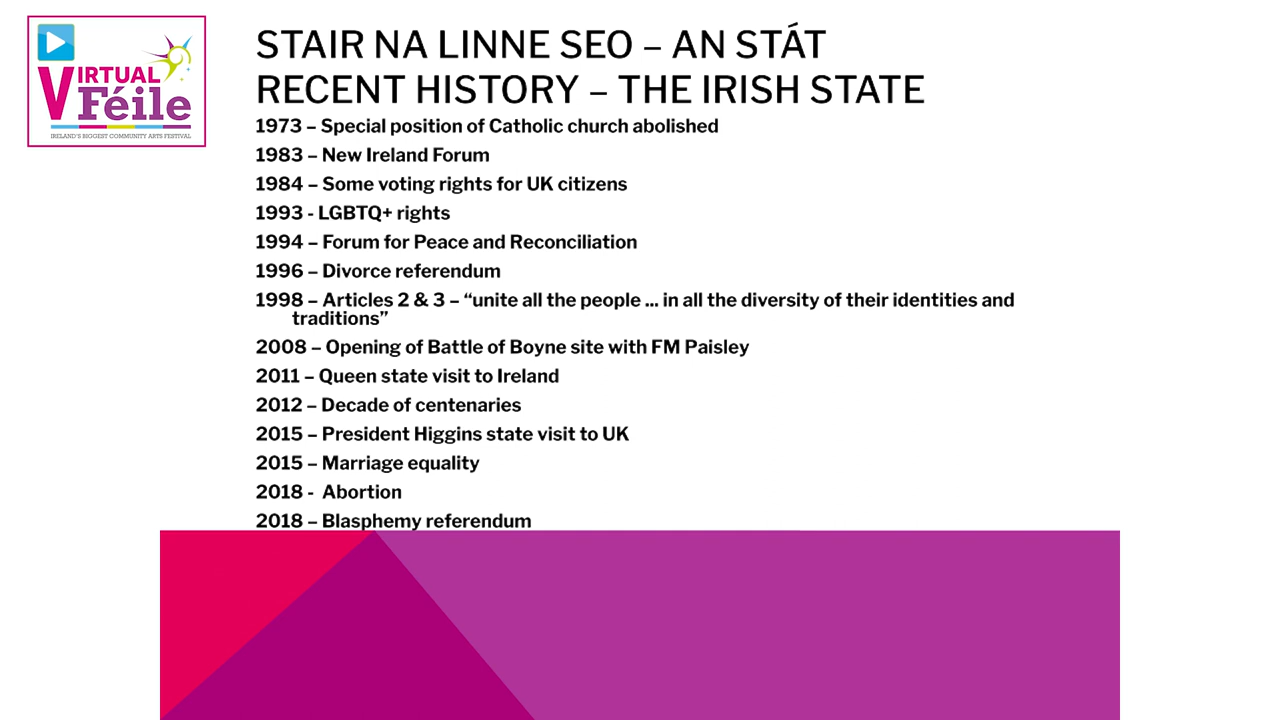 VIRTUAL
Féile
IRELAND'S BIGGEST COMMUNITY ARTS FESTIVAL
STAIR NA LINNE SEO – AN STÁT
RECENT HISTORY – THE IRISH STATE
1973 – Special position of Catholic church abolished
1983 – New Ireland Forum
1984 – Some voting rights for UK citizens
1993 - LGBTQ+ rights
1994 – Forum for Peace and Reconciliation
1996 – Divorce referendum
1998 – Articles 2 & 3 – “unite all the people ... in all the diversity of their identities and
traditions”
2008 – Opening of Battle of Boyne site with FM Paisley
2011 – Queen state visit to Ireland
2012 – Decade of centenaries
2015 – President Higgins state visit to UK
2015 – Marriage equality
2018 -  Abortion
2018 – Blasphemy referendum